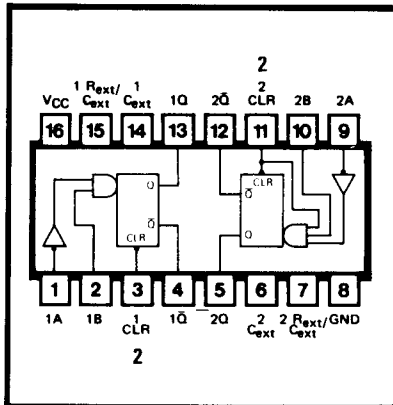 2
1 Rext/ 1 2
VCC Cext Cext 1Q 2Q̄ CLR 2B 2A
16 15 14 13 12 11 10 9
CLR
Q Q̄
Q̄ Q
CLR
1 2 3 4 5 6 7 8
1A 1B 1 1Q̄ 2Q 2 2 Rext/ GND
CLR Cext Cext
2